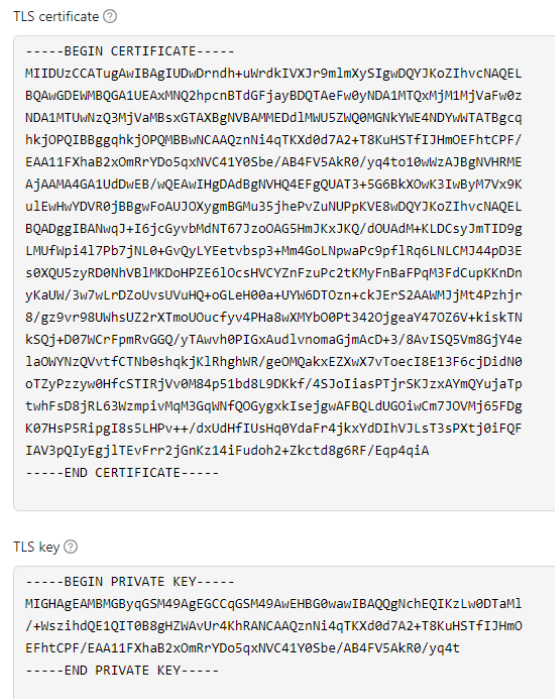 TLS certificate
-----BEGIN CERTIFICATE-----
MIIDUzCCATugAwIBAgIUDwDrndh+uWrdkIVXJr9mlmXySIgwDQYJKoZIhvcNAQEL
BQAwGDEWMBQGA1UEAxMNQ2hpcnBTdGFjayBDQTAeFw0yNDA1MTQxMjM1MjVaFw0z
NDA1MTUwNzQ3MjVaMBsxGTAXBgNVBAMMEDdlMWU5ZWQ0MGNkYWE4NDYwWTATBgcq
hkjOPQIBBggqhkjOPQMBBwNCAAQznNi4qTKXd0d7A2+T8KuHSTfIJHmOEFhtCPF/
EAA11FXhaB2xOmRrYDo5qxNVC41Y0Sbe/AB4FV5AkR0/yq4to10wWzAJBgNVHRME
AjAAMA4GA1UdDwEB/wQEAwIHgDAdBgNVHQ4EFgQUAT3+5G6BkXOwK3IwByM7Vx9K
ulEwHwYDVR0jBBgwFoAUJOXygmBGMu35jhePvZuNUPpKVE8wDQYJKoZIhvcNAQEL
BQADggIBANwqJ+I6jcGyvbMdNT67JzoOAG5HmJKxJKQ/dOUAdM+KLDCsyJmTID9g
LMUfWpi4l7Pb7jNL0+GvQyLYEetvbsp3+Mm4GoLNpwaPc9pflRq6LNLCMJ44pD3E
s0XQU5zyRD0NhVBlMKDoHPZE6lOcsHVCYZnFzuPc2tKMyFnBaFPqM3FdCupKKnDn
yKaUW/3w7wLrDZoUvsUVuHQ+oGLeH00a+UYW6DTOzn+ckJErS2AAWMJjMt4Pzhjr
8/gz9vr98UWhsUZ2rXTmoUOucfyv4PHa8wXMYbO0Pt342OjgeaY47OZ6V+kiskTN
kSQj+D07WCrFpmRvGGQ/yTAwvh0PIGxAudlvnomaGjmAcD+3/8AvISQ5Vm8GjY4e
laOWYNzQVvtfCTNb0shqkjKlRhghWR/geOMQakxEZXwX7vToecI8E13F6cjDidN0
oTZyPzzyw0HfcSTIRjVv0M84p51bd8L9DKkf/4SJoIiasPTjrSKJzxAYmQYujaTp
twhFsD8jRL63WzmpivMqM3GqWNfQOGygxkIsejgwAFBQLdUGOiwCm7JOVMj65FDg
K07HsP5RipgI8s5LHPv++/dxUdHfIUsHq0YdaFr4jkxYdDIhVJLsT3sPXtj0iFQF
IAV3pQIyEgjlTEvFrr2jGnKz14iFudoh2+Zkctd8g6RF/Eqp4qiA
-----END CERTIFICATE-----
TLS key
-----BEGIN PRIVATE KEY-----
MIGHAgEAMBMGByqGSM49AgEGCCqGSM49AwEHBG0wawIBAQQgNchEQIKzLw0DTaMl
/+WszihdQE1QIT0B8gHZWAvUr4KhRANCAAQznNi4qTKXd0d7A2+T8KuHSTfIJHmO
EFhtCPF/EAA11FXhaB2xOmRrYDo5qxNVC41Y0Sbe/AB4FV5AkR0/yq4t
-----END PRIVATE KEY-----